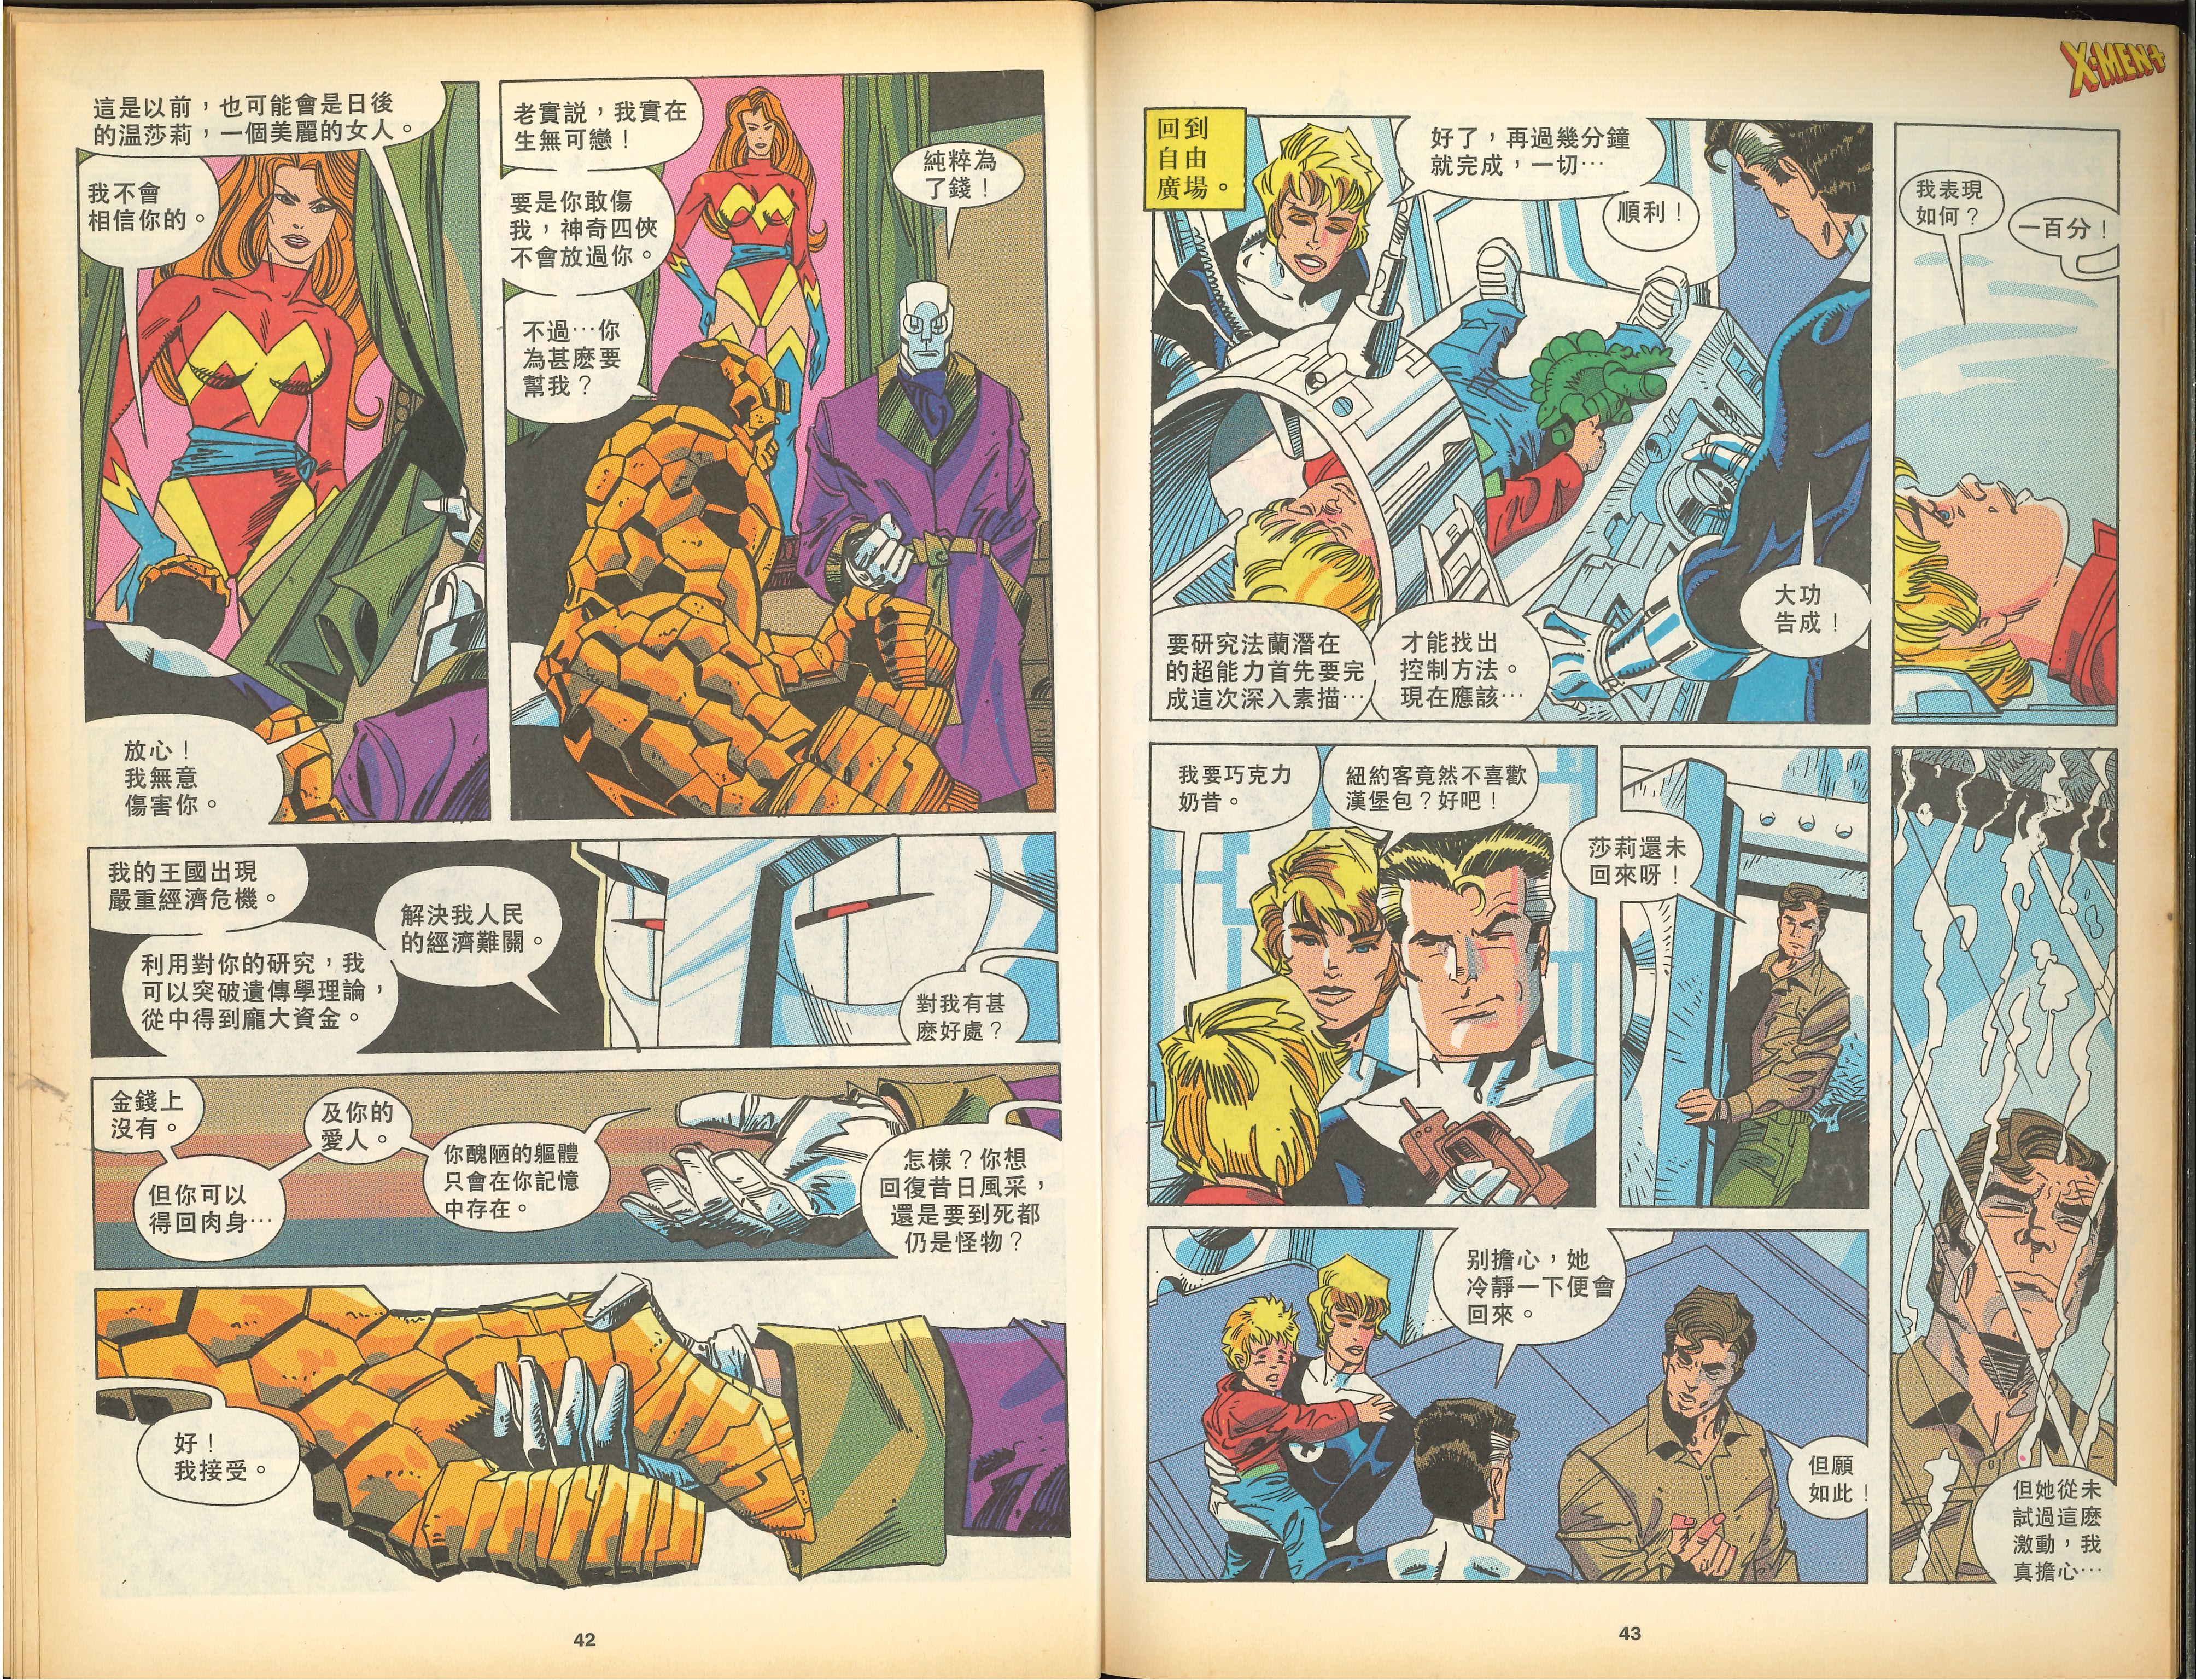 這是以前，也可能會是日後
的温莎莉，一個美麗的女人。
我不會
相信你的。
放心！
我無意
傷害你。
老實説，我實在
生無可戀！
要是你敢傷
我，神奇四俠
不會放過你。
不過…你
為甚麽要
幫我？
純粹為
了錢！
我的王國出現
嚴重經濟危機。
利用對你的研究，我
可以突破遺傳學理論，
從中得到龐大資金。
解決我人民
的經濟難關。
對我有甚
麽好處？
金錢上
沒有。
但你可以
得回肉身…
及你的
愛人。
你醜陋的軀體
只會在你記憶
中存在。
怎樣？你想
回復昔日風采，
還是要到死都
仍是怪物？
好！
我接受。
42
X-MEN+
回到
自由
廣場。
好了，再過幾分鐘
就完成，一切…
順利！
要研究法蘭潛在
的超能力首先要完
成這次深入素描…
才能找出
控制方法。
現在應該…
大功
告成！
我表現
如何？
一百分！
我要巧克力
奶昔。
紐約客竟然不喜歡
漢堡包？好吧！
莎莉還未
回來呀！
别擔心，她
冷靜一下便會
回來。
但願
如此！
但她從未
試過這麽
激動，我
真擔心…
43